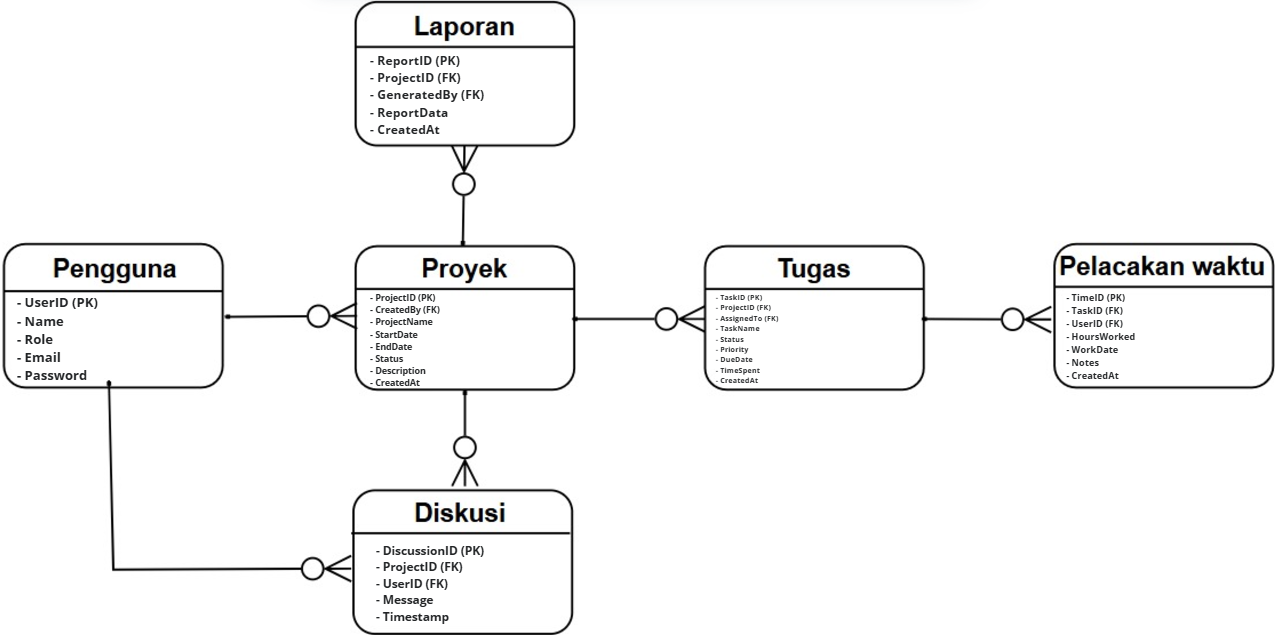 Laporan
- ReportID (PK)
- ProjectID (FK)
- GeneratedBy (FK)
- ReportData
- CreatedAt
Pengguna
- UserID (PK)
- Name
- Role
- Email
- Password
Proyek
- ProjectID (PK)
- CreatedBy (FK)
- ProjectName
- StartDate
- EndDate
- Status
- Description
- CreatedAt
Tugas
- TaskID (PK)
- ProjectID (FK)
- AssignedTo (FK)
- TaskName
- Status
- Priority
- DueDate
- TimeSpent
- CreatedAt
Pelacakan waktu
- TimeID (PK)
- TaskID (FK)
- UserID (FK)
- HoursWorked
- WorkDate
- Notes
- CreatedAt
Diskusi
- DiscussionID (PK)
- ProjectID (FK)
- UserID (FK)
- Message
- Timestamp